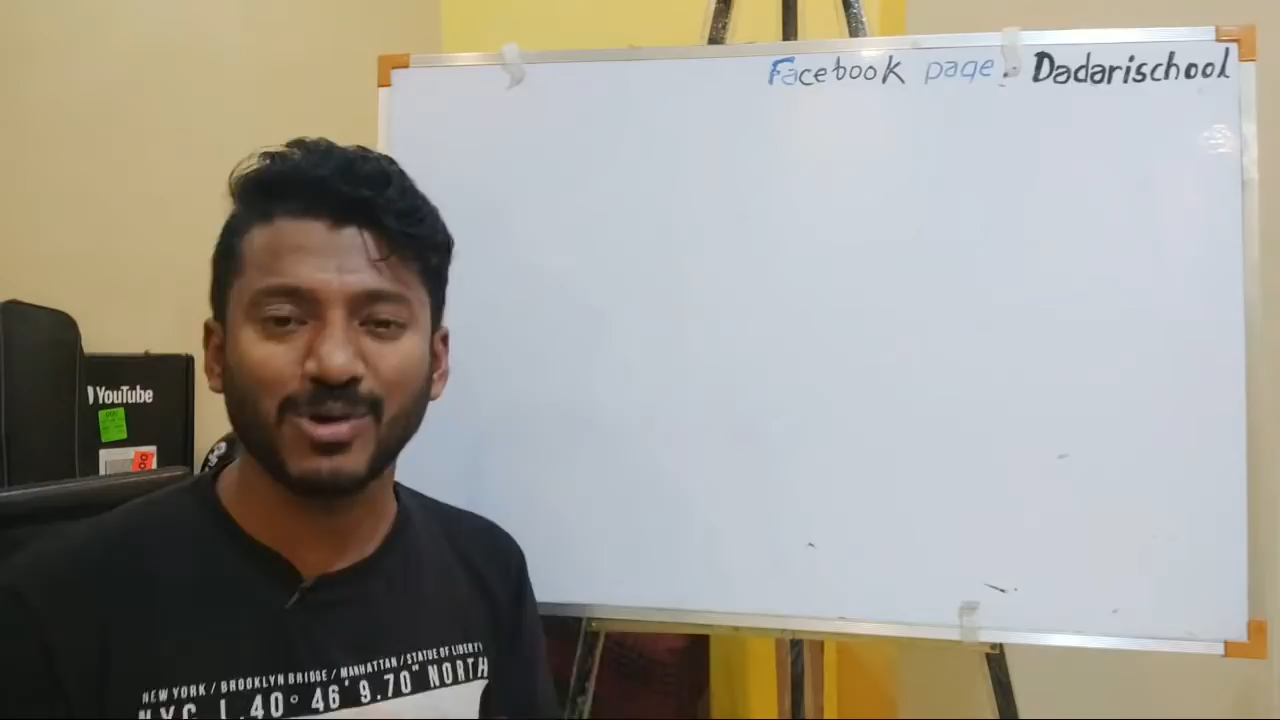 Facebook page : Dadarischool
YouTube
NEW YORK / BROOKLYN BRIDGE / MANHATTAN / STATUE OF LIBERTY
40° 46' 9.70" NORTH